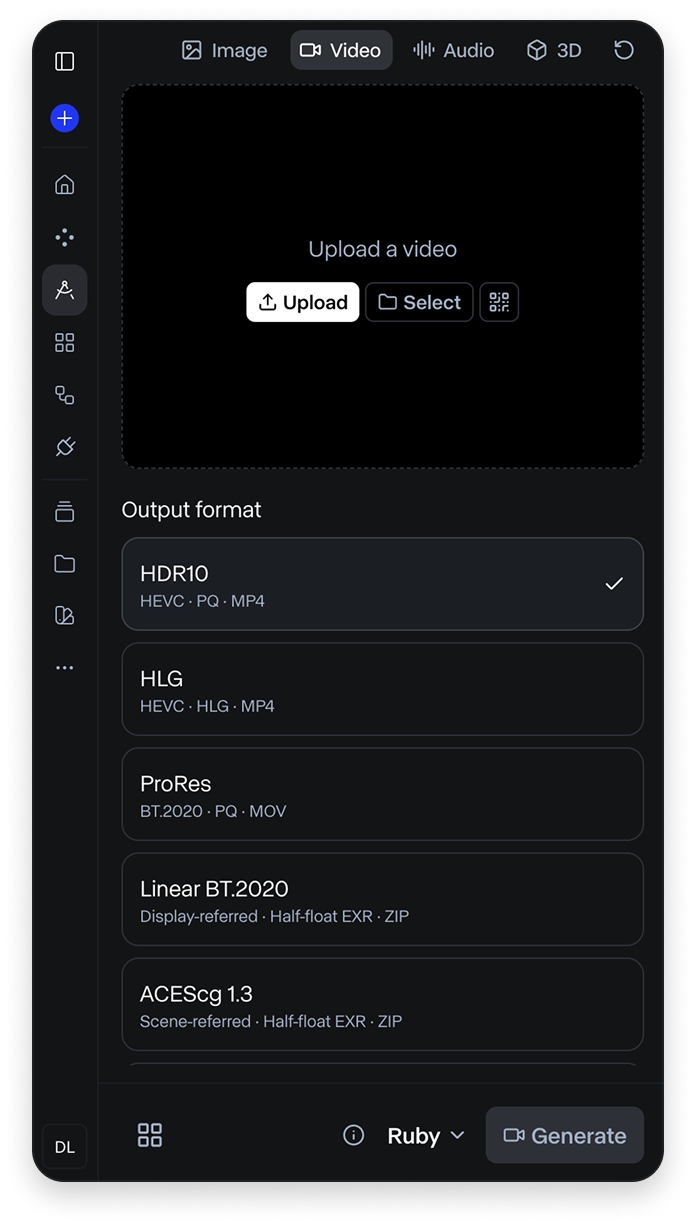 Image
Video
Audio
3D
Upload a video
Upload
Select
Output format
HDR10
HEVC · PQ · MP4
HLG
HEVC · HLG · MP4
ProRes
BT.2020 · PQ · MOV
Linear BT.2020
Display-referred · Half-float EXR · ZIP
ACEScg 1.3
Scene-referred · Half-float EXR · ZIP
DL
Ruby
Generate